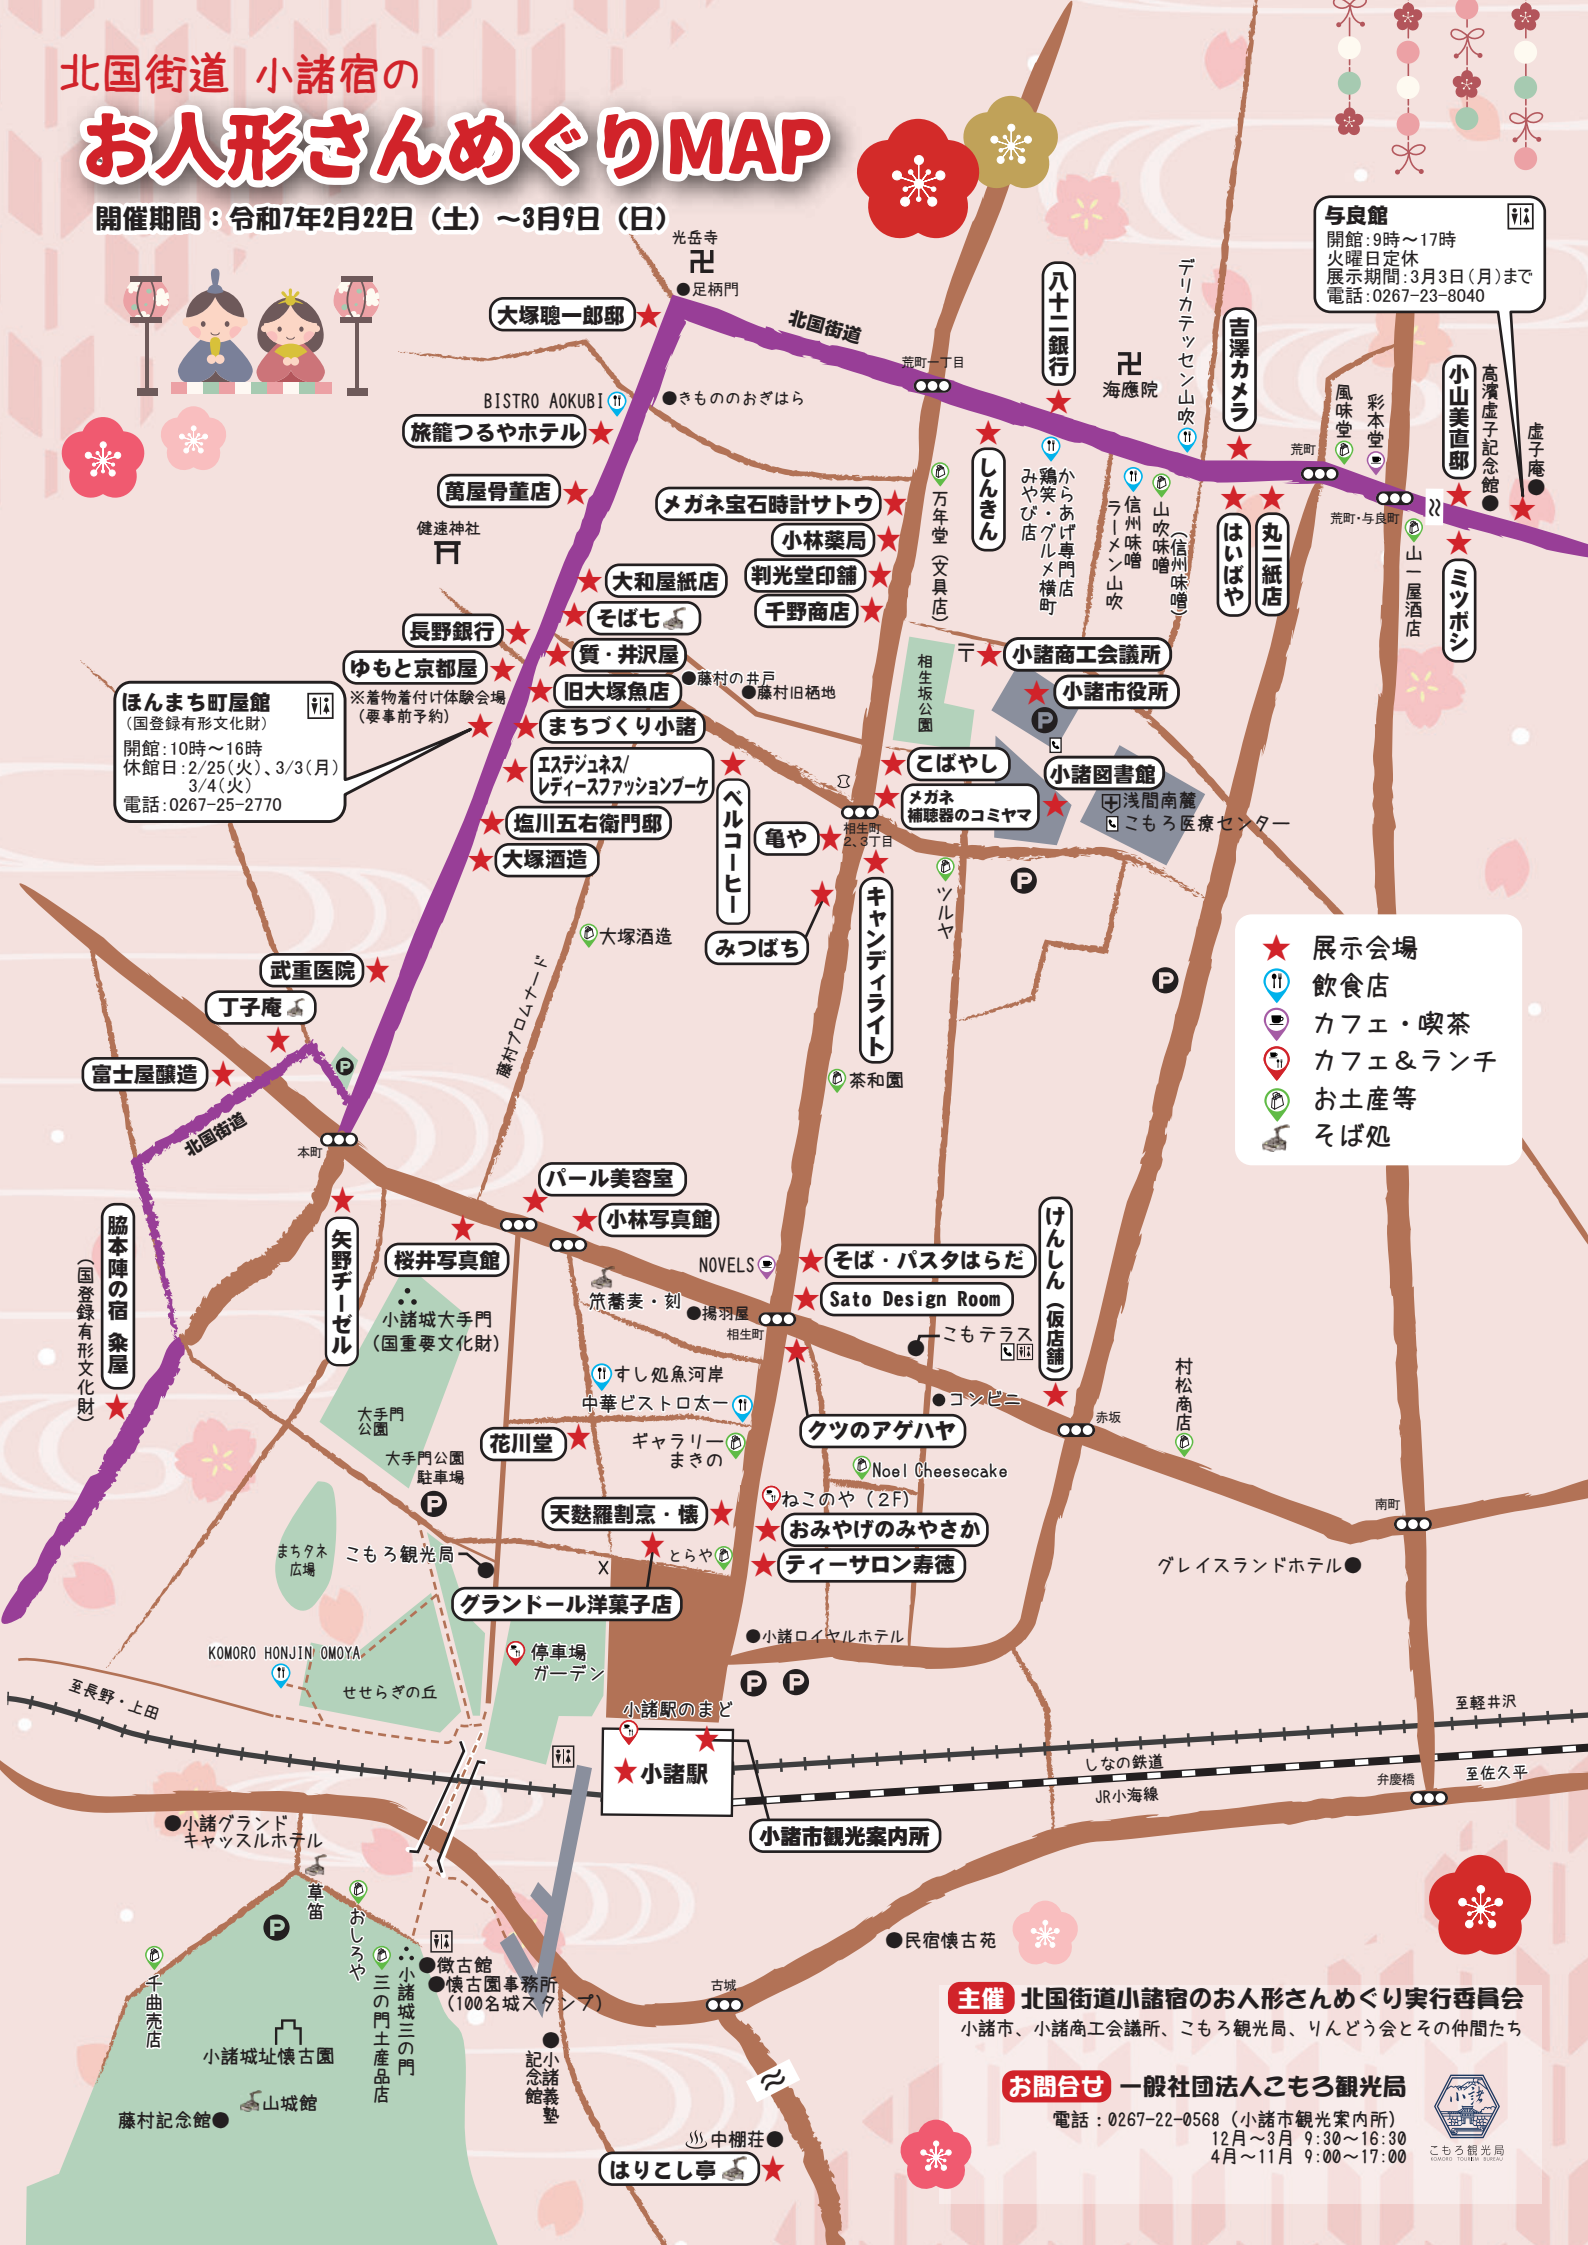 北国街道 小諸宿の
お人形さんめぐりMAP
開催期間：令和7年2月22日（土）～3月9日（日）
光岳寺
足柄門
大塚聰一郎邸
北国街道
荒町一丁目
八十二銀行
海應院
デリカテッセン山吹
吉澤カメラ
与良館
開館：9時～17時
火曜日定休
展示期間：3月3日（月）まで
電話：0267-23-8040
荒町
風味堂
彩本堂
小山美直邸
高濱虚子記念館
虚子庵
BISTRO AOKUBI
きもののおぎはら
旅籠つるやホテル
萬屋骨董店
健速神社
メガネ宝石時計サトウ
小林薬局
判光堂印舗
千野商店
万年堂（文具店）
しんきん
からあげ専門店
鶏笑・グルメ横町
みやび店
信州味噌
ラーメン山吹
山吹味噌
（信州味噌）
はいばや
丸二紙店
荒町・与良町
山一屋酒店
ミツボシ
大和屋紙店
そば七
長野銀行
質・井沢屋
ゆもと京都屋
※着物着付け体験会場
（要事前予約）
旧大塚魚店
藤村の井戸
藤村旧栖地
まちづくり小諸
ほんまち町屋館
（国登録有形文化財）
開館：10時～16時
休館日：2/25（火）、3/3（月）
3/4（火）
電話：0267-25-2770
エステジュネス/
レディースファッションブーケ
塩川五右衛門邸
大塚酒造
ベルコーヒー
相生坂公園
小諸商工会議所
小諸市役所
P
こばやし
メガネ
補聴器のコミヤマ
小諸図書館
浅間南麓
こもろ医療センター
亀や
相生町
2、3丁目
みつばち
キャンディライト
ツルヤ
P
P
大塚酒造
藤村プロムナード
武重医院
丁子庵
富士屋醸造
P
北国街道
本町
茶和園
展示会場
飲食店
カフェ・喫茶
カフェ＆ランチ
お土産等
そば処
脇本陣の宿 粂屋
（国登録有形文化財）
矢野ヂーゼル
パール美容室
小林写真館
桜井写真館
笊蕎麦・刻
小諸城大手門
（国重要文化財）
NOVELS
揚羽屋
相生町
そば・パスタはらだ
Sato Design Room
こもテラス
けんしん（仮店舗）
コンビニ
赤坂
村松商店
南町
すし処魚河岸
中華ビストロ太一
ギャラリー
まきの
花川堂
クツのアゲハヤ
Noel Cheesecake
大手門
公園
大手門公園
駐車場
P
ねこのや（2F）
天麩羅割烹・懐
おみやげのみやさか
とらや
ティーサロン寿徳
まちタネ
広場
こもろ観光局
X
グランドール洋菓子店
グレイスランドホテル
小諸ロイヤルホテル
P P
停車場
ガーデン
KOMORO HONJIN OMOYA
せせらぎの丘
至長野・上田
小諸駅のまど
小諸駅
小諸市観光案内所
しなの鉄道
JR小海線
至軽井沢
至佐久平
弁慶橋
小諸グランド
キャッスルホテル
草笛
P
おしろや
三の門土産品店
小諸城三の門
徴古館
懐古園事務所
（100名城スタンプ）
千曲売店
小諸城址懐古園
山城館
藤村記念館
小諸義塾
記念館
古城
民宿懐古苑
中棚荘
はりこし亭
主催 北国街道小諸宿のお人形さんめぐり実行委員会
小諸市、小諸商工会議所、こもろ観光局、りんどう会とその仲間たち
お問合せ 一般社団法人こもろ観光局
電話：0267-22-0568（小諸市観光案内所）
12月～3月 9:30～16:30
4月～11月 9:00～17:00
小諸
こもろ観光局
KOMORO TOURISM BUREAU